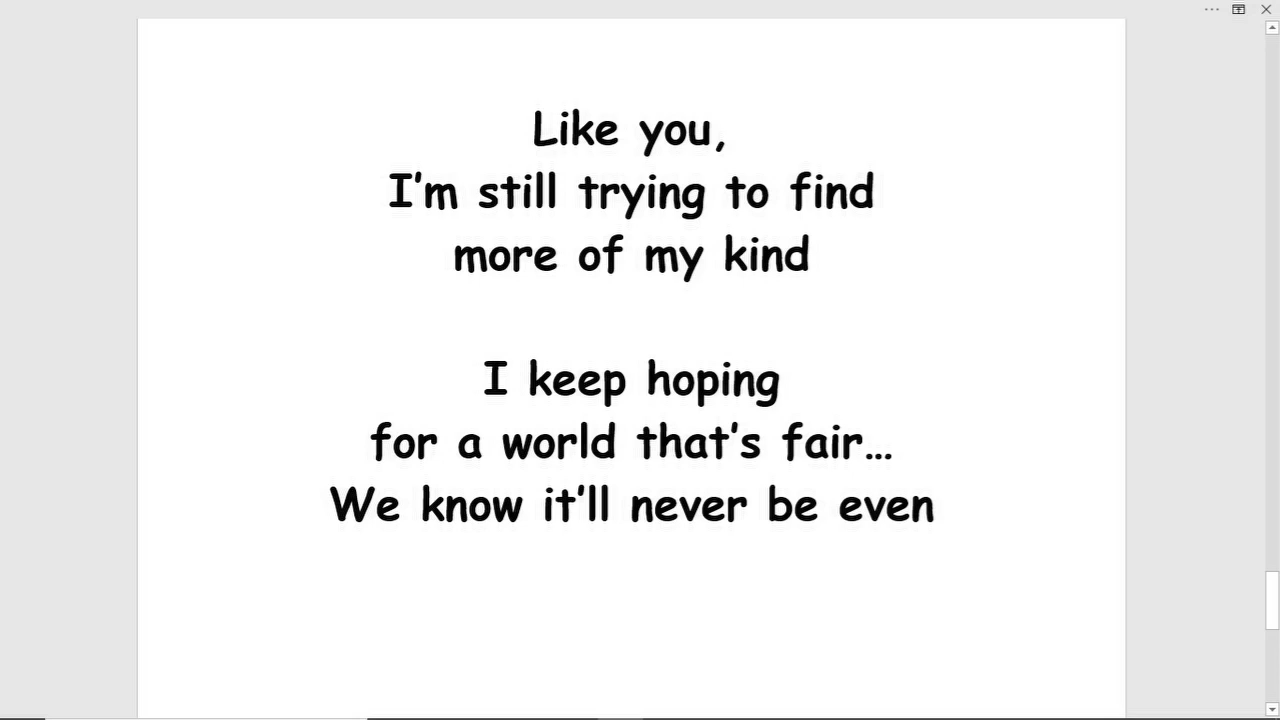 Like you,
I'm still trying to find
more of my kind
I keep hoping
for a world that's fair...
We know it'll never be even